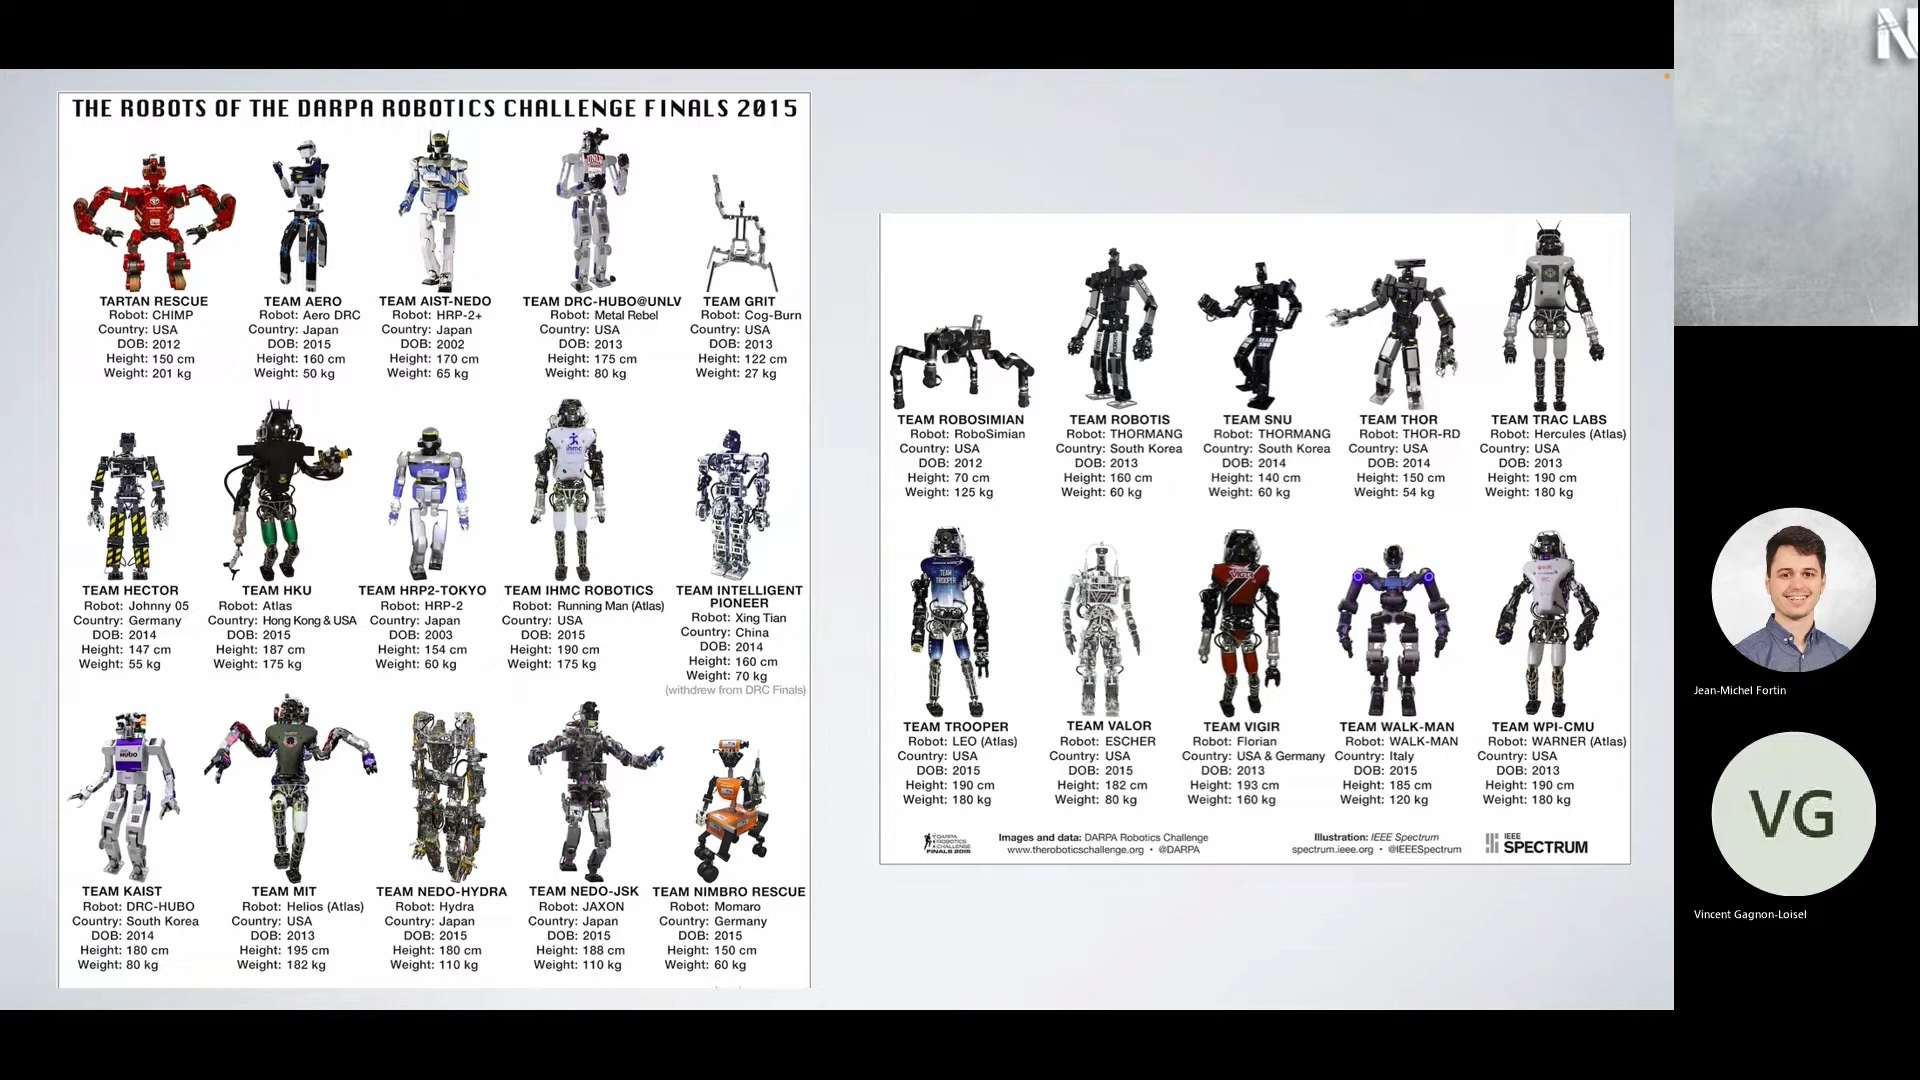 N
THE ROBOTS OF THE DARPA ROBOTICS CHALLENGE FINALS 2015
TARTAN RESCUE
Robot: CHIMP
Country: USA
DOB: 2012
Height: 150 cm
Weight: 201 kg
TEAM AERO
Robot: Aero DRC
Country: Japan
DOB: 2015
Height: 160 cm
Weight: 50 kg
TEAM AIST-NEDO
Robot: HRP-2+
Country: Japan
DOB: 2002
Height: 170 cm
Weight: 65 kg
TEAM DRC-HUBO@UNLV
Robot: Metal Rebel
Country: USA
DOB: 2013
Height: 175 cm
Weight: 80 kg
TEAM GRIT
Robot: Cog-Burn
Country: USA
DOB: 2013
Height: 122 cm
Weight: 27 kg
TEAM HECTOR
Robot: Johnny 05
Country: Germany
DOB: 2014
Height: 147 cm
Weight: 55 kg
TEAM HKU
Robot: Atlas
Country: Hong Kong & USA
DOB: 2015
Height: 187 cm
Weight: 175 kg
TEAM HRP2-TOKYO
Robot: HRP-2
Country: Japan
DOB: 2003
Height: 154 cm
Weight: 60 kg
ihmc
TEAM IHMC ROBOTICS
Robot: Running Man (Atlas)
Country: USA
DOB: 2015
Height: 190 cm
Weight: 175 kg
TEAM INTELLIGENT
PIONEER
Robot: Xing Tian
Country: China
DOB: 2014
Height: 160 cm
Weight: 70 kg
(withdrew from DRC Finals)
HUBO
TEAM KAIST
Robot: DRC-HUBO
Country: South Korea
DOB: 2014
Height: 180 cm
Weight: 80 kg
TEAM MIT
Robot: Helios (Atlas)
Country: USA
DOB: 2013
Height: 195 cm
Weight: 182 kg
TEAM NEDO-HYDRA
Robot: Hydra
Country: Japan
DOB: 2015
Height: 180 cm
Weight: 110 kg
TEAM NEDO-JSK
Robot: JAXON
Country: Japan
DOB: 2015
Height: 188 cm
Weight: 110 kg
TEAM NIMBRO RESCUE
Robot: Momaro
Country: Germany
DOB: 2015
Height: 150 cm
Weight: 60 kg
TEAM ROBOSIMIAN
Robot: RoboSimian
Country: USA
DOB: 2012
Height: 70 cm
Weight: 125 kg
TEAM ROBOTIS
Robot: THORMANG
Country: South Korea
DOB: 2013
Height: 160 cm
Weight: 60 kg
TEAM SNU
Robot: THORMANG
Country: South Korea
DOB: 2014
Height: 140 cm
Weight: 60 kg
TEAM THOR
Robot: THOR-RD
Country: USA
DOB: 2014
Height: 150 cm
Weight: 54 kg
TEAM TRAC LABS
Robot: Hercules (Atlas)
Country: USA
DOB: 2013
Height: 190 cm
Weight: 180 kg
TEAM
TROOPER
TEAM TROOPER
Robot: LEO (Atlas)
Country: USA
DOB: 2015
Height: 190 cm
Weight: 180 kg
TEAM VALOR
Robot: ESCHER
Country: USA
DOB: 2015
Height: 182 cm
Weight: 80 kg
VIGIR
TEAM VIGIR
Robot: Florian
Country: USA & Germany
DOB: 2013
Height: 193 cm
Weight: 160 kg
TEAM WALK-MAN
Robot: WALK-MAN
Country: Italy
DOB: 2015
Height: 185 cm
Weight: 120 kg
TEAM WPI-CMU
Robot: WARNER (Atlas)
Country: USA
DOB: 2013
Height: 190 cm
Weight: 180 kg
DARPA
ROBOTICS
CHALLENGE
FINALS 2015
Images and data: DARPA Robotics Challenge
www.theroboticschallenge.org • @DARPA
Illustration: IEEE Spectrum
spectrum.ieee.org • @IEEESpectrum
IEEE
SPECTRUM
Jean-Michel Fortin
VG
Vincent Gagnon-Loisel